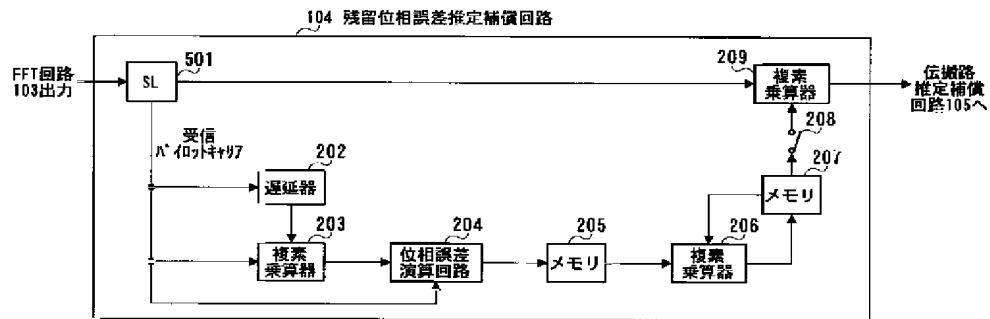 104 残留位相誤差推定補償回路
FFT回路
103出力
SL
501
209
複素
乗算器
伝搬路
推定補償
回路105へ
208
受信
パイロットキャリア
202
遅延器
207
メモリ
203
複素
乗算器
204
位相誤差
演算回路
205
メモリ
206
複素
乗算器